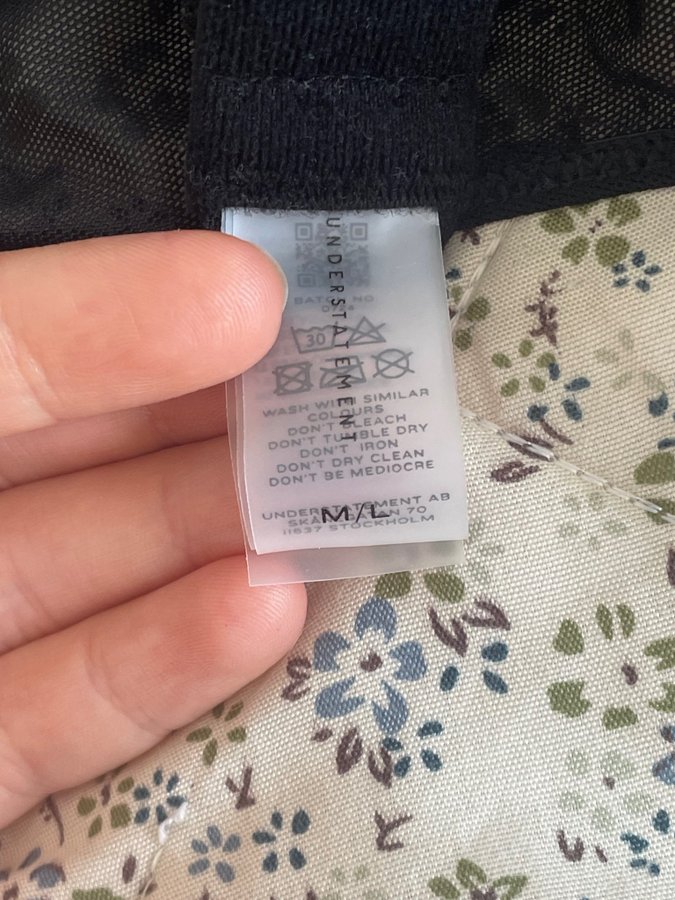 UNDERSTATEMENT
BATCH NO
30
WASH WITH SIMILAR
COLOURS
DON'T BLEACH
DON'T TUMBLE DRY
DON'T IRON
DON'T DRY CLEAN
DON'T BE MEDIOCRE
M/L
UNDERSTATEMENT AB
70
11637 STOCKHOLM